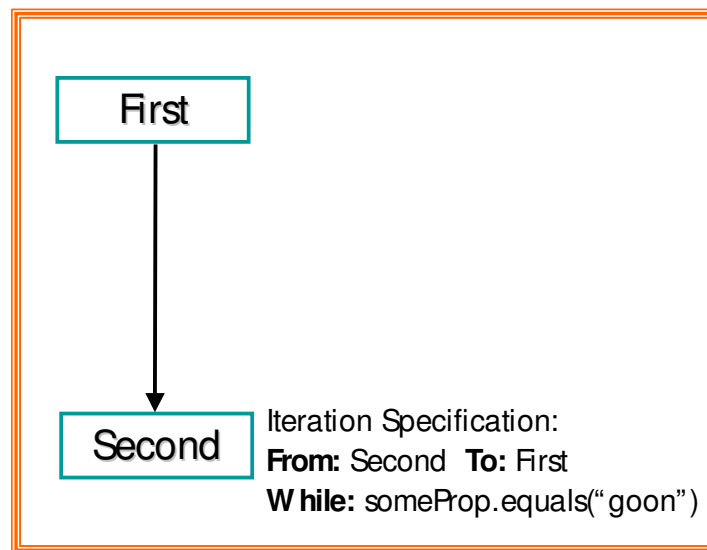 First
Second
Iteration Specification:
From: Second To: First
While: someProp.equals(“goon”)